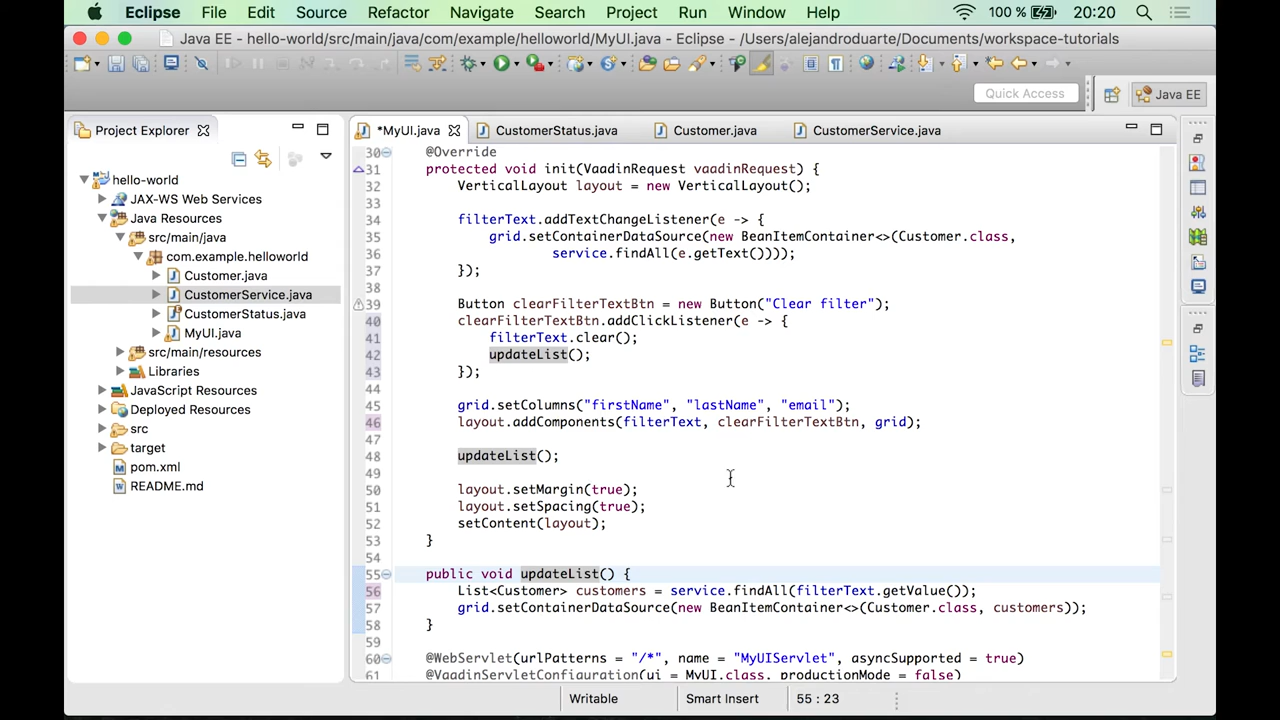 Eclipse File Edit Source Refactor Navigate Search Project Run Window Help 100 % 20:20
Java EE - hello-world/src/main/java/com/example/helloworld/MyUI.java - Eclipse - /Users/alejandroduarte/Documents/workspace-tutorials
Quick Access Java EE
Project Explorer
hello-world
JAX-WS Web Services
Java Resources
src/main/java
com.example.helloworld
Customer.java
CustomerService.java
CustomerStatus.java
MyUI.java
src/main/resources
Libraries
JavaScript Resources
Deployed Resources
src
target
pom.xml
README.md
*MyUI.java CustomerStatus.java Customer.java CustomerService.java
30 @Override
31 protected void init(VaadinRequest vaadinRequest) {
32 VerticalLayout layout = new VerticalLayout();
33
34 filterText.addTextChangeListener(e -> {
35 grid.setContainerDataSource(new BeanItemContainer<>(Customer.class,
36 service.findAll(e.getText())));
37 });
38
39 Button clearFilterTextBtn = new Button("Clear filter");
40 clearFilterTextBtn.addClickListener(e -> {
41 filterText.clear();
42 updateList();
43 });
44
45 grid.setColumns("firstName", "lastName", "email");
46 layout.addComponents(filterText, clearFilterTextBtn, grid);
47
48 updateList();
49
50 layout.setMargin(true);
51 layout.setSpacing(true);
52 setContent(layout);
53 }
54
55 public void updateList() {
56 List<Customer> customers = service.findAll(filterText.getValue());
57 grid.setContainerDataSource(new BeanItemContainer<>(Customer.class, customers));
58 }
59
60 @WebServlet(urlPatterns = "/*", name = "MyUIServlet", asyncSupported = true)
61 @VaadinServletConfiguration(ui = MyUI.class, productionMode = false)
Writable Smart Insert 55 : 23